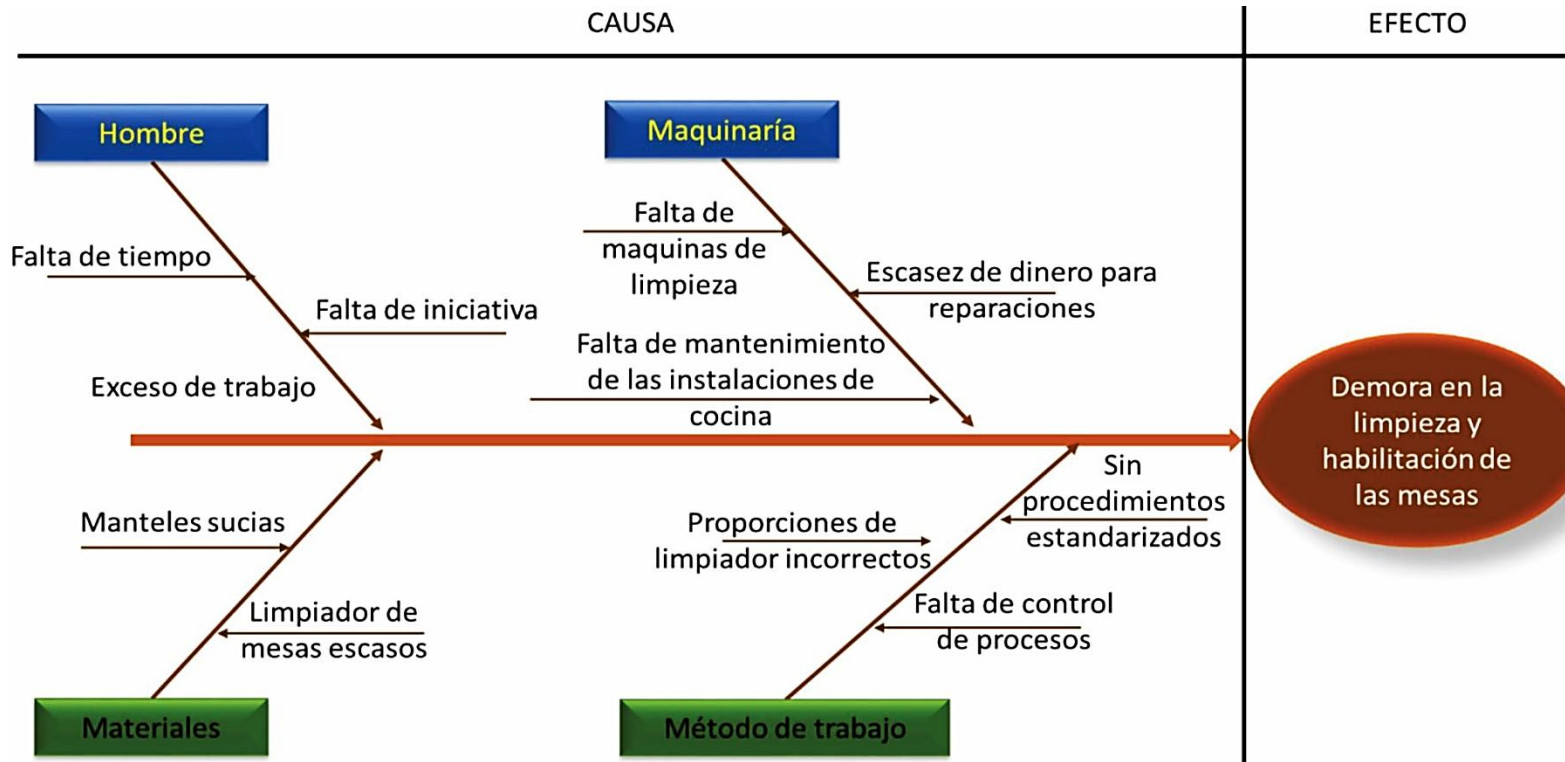 CAUSA
EFECTO
Hombre
Maquinaría
Falta de tiempo
Falta de iniciativa
Exceso de trabajo
Falta de
maquinas de
limpieza
Escasez de dinero para
reparaciones
Falta de mantenimiento
de las instalaciones de
cocina
Demora en la
limpieza y
habilitación de
las mesas
Manteles sucias
Limpiador de
mesas escasos
Proporciones de
limpiador incorrectos
Sin
procedimientos
estandarizados
Falta de control
de procesos
Materiales
Método de trabajo